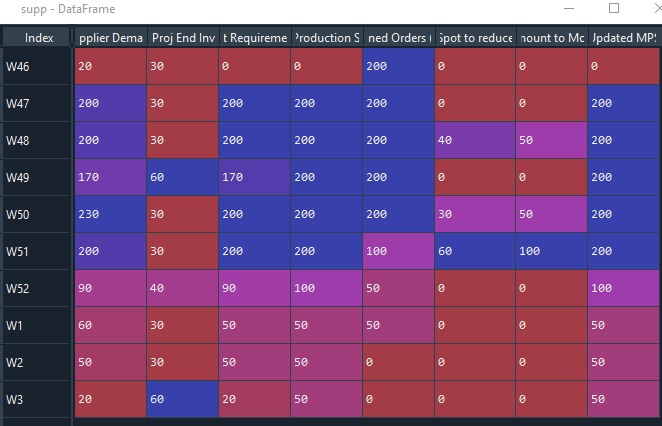 supp - DataFrame
Index pplier Dema Proj End Inv t Requireme Production S ned Orders ( Spot to reduce nount to Mo Updated MPS
W46 20 30 0 0 200 0 0 0
W47 200 30 200 200 200 0 0 200
W48 200 30 200 200 200 40 50 200
W49 170 60 170 200 200 0 0 200
W50 230 30 200 200 200 30 50 200
W51 200 30 200 200 100 60 100 200
W52 90 40 90 100 50 0 0 100
W1 60 30 50 50 50 0 0 50
W2 50 30 50 50 0 0 0 50
W3 20 60 20 50 0 0 0 50